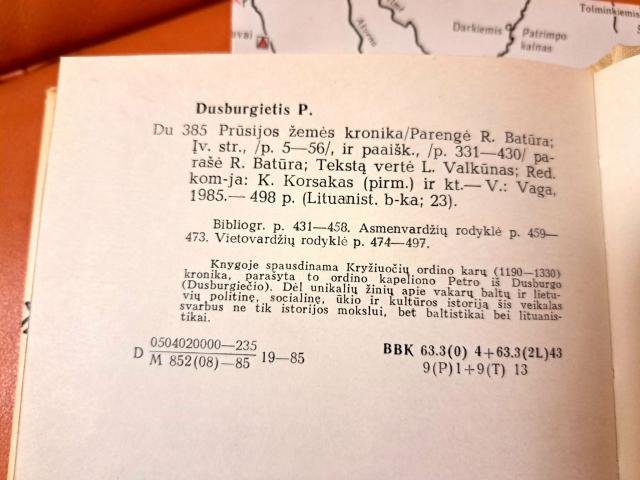 Tolminkiemis
Darkiemis
Patrimpo
kalnas
Dusburgietis P.
Du 385 Prūsijos žemės kronika/Parengė R. Batūra;
Įv. str., /p. 5—56/, ir paaišk., /p. 331—430/ pa-
rašė R. Batūra; Tekstą vertė L. Valkūnas; Red.
kom-ja: K. Korsakas (pirm.) ir kt.— V.: Vaga,
1985.— 498 p. (Lituanist. b-ka; 23).
Bibliogr. p. 431—458. Asmenvardžių rodyklė p. 459—
473. Vietovardžių rodyklė p. 474—497.
Knygoje spausdinama Kryžiuočių ordino karų (1190—1330)
kronika, parašyta to ordino kapeliono Petro iš Dusburgo
(Dusburgiečio). Dėl unikalių žinių apie vakarų baltų ir lietu-
vių politinę, socialinę, ūkio ir kultūros istoriją šis veikalas
svarbus ne tik istorijos mokslui, bet baltistikai bei lituanis-
tikai.
D 0504020000—235
M 852(08)—85 19—85
BBK 63.3(0) 4+63.3(2L)43
9(P)1+9(T) 13